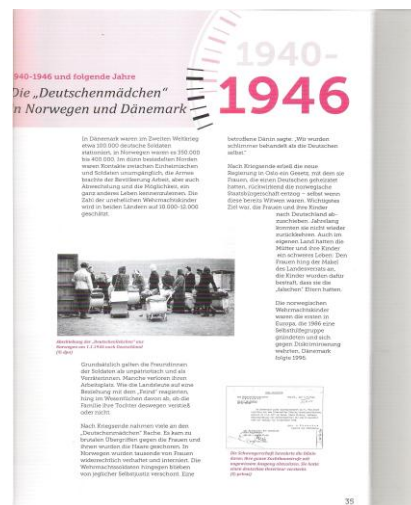 1940-
1946
1940-1946 und folgende Jahre
Die „Deutschenmädchen“
in Norwegen und Dänemark
In Dänemark waren im Zweiten Weltkrieg
etwa 100.000 deutsche Soldaten
stationiert, in Norwegen waren es 350.000
bis 400.000. Im dünn besiedelten Norden
waren Kontakte zwischen Einheimischen
und Soldaten unumgänglich, die Armee
brachte der Bevölkerung Arbeit, aber auch
Abwechslung und die Möglichkeit, ein
ganz anderes Leben kennenzulernen. Die
Zahl der unehelichen Wehrmachtskinder
wird in beiden Ländern auf 10.000-12.000
geschätzt.
Abschiebung der „Deutschenmädchen“ aus
Norwegen am 1.1.1946 nach Deutschland
Grundsätzlich galten die Freundinnen
der Soldaten als unpatriotisch und als
Verräterinnen. Manche verloren ihren
Arbeitsplatz. Wie die Landsleute auf eine
Beziehung mit dem „Feind“ reagierten,
hing im Wesentlichen davon ab, ob die
Familie ihre Tochter deswegen verstieß
oder nicht.
Nach Kriegsende nahmen viele an den
„Deutschenmädchen“ Rache. Es kam zu
brutalen Übergriffen gegen die Frauen und
ihnen wurden die Haare geschoren. In
Norwegen wurden tausende von Frauen
widerrechtlich verhaftet und interniert. Die
Wehrmachtssoldaten hingegen blieben
von jeglicher Selbstjustiz verschont. Eine
betroffene Dänin sagte: „Wir wurden
schlimmer behandelt als die Deutschen
selbst.“
Nach Kriegsende erließ die neue
Regierung in Oslo ein Gesetz, mit dem sie
Frauen, die einen Deutschen geheiratet
hatten, rückwirkend die norwegische
Staatsbürgerschaft entzog – selbst wenn
diese bereits Witwen waren. Wichtigstes
Ziel war, die Frauen und ihre Kinder
nach Deutschland ab-
zuschieben. Jahrelang
konnten sie nicht wieder
zurückkehren. Auch im
eigenen Land hatten die
Mütter und ihre Kinder
ein schweres Leben: Den
Frauen hing der Makel
des Landesverrats an,
die Kinder wurden dafür
bestraft, dass sie die
„falschen“ Eltern hatten.
Die norwegischen
Wehrmachtskinder
waren die ersten in
Europa, die 1986 eine
Selbsthilfegruppe
gründeten und sich
gegen Diskriminierung
wehrten, Dänemark
folgte 1996.
35